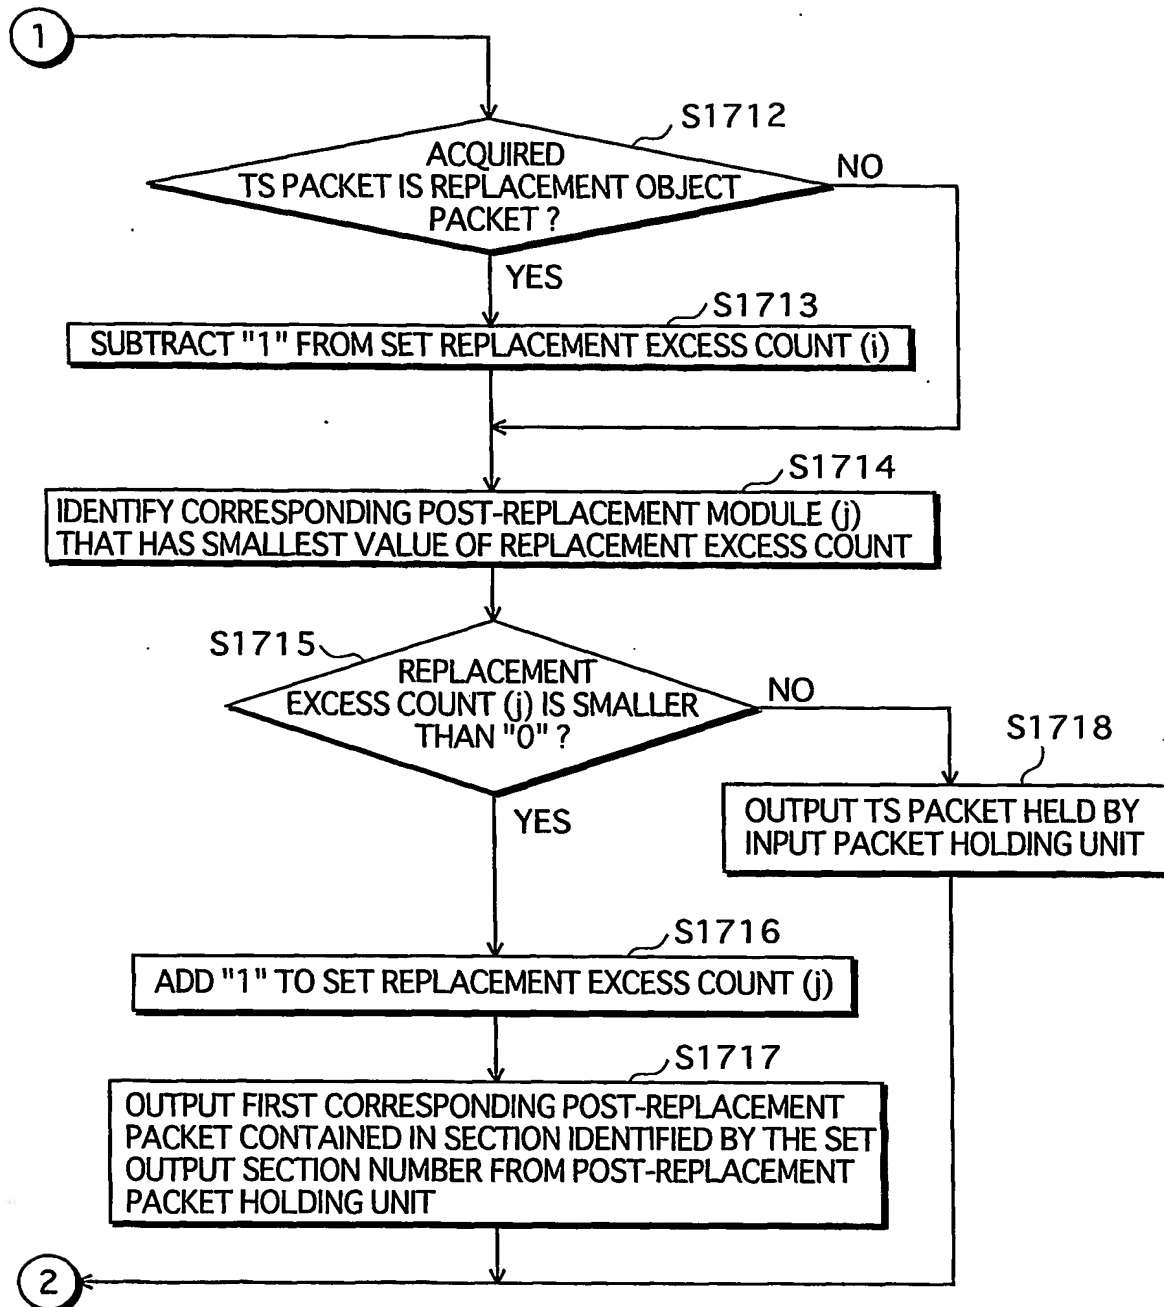 1
S1712
ACQUIRED
TS PACKET IS REPLACEMENT OBJECT
PACKET ?
NO
YES
S1713
SUBTRACT "1" FROM SET REPLACEMENT EXCESS COUNT (i)
S1714
IDENTIFY CORRESPONDING POST-REPLACEMENT MODULE (j)
THAT HAS SMALLEST VALUE OF REPLACEMENT EXCESS COUNT
S1715
REPLACEMENT
EXCESS COUNT (j) IS SMALLER
THAN "0" ?
NO
YES
S1718
OUTPUT TS PACKET HELD BY
INPUT PACKET HOLDING UNIT
S1716
ADD "1" TO SET REPLACEMENT EXCESS COUNT (j)
S1717
OUTPUT FIRST CORRESPONDING POST-REPLACEMENT
PACKET CONTAINED IN SECTION IDENTIFIED BY THE SET
OUTPUT SECTION NUMBER FROM POST-REPLACEMENT
PACKET HOLDING UNIT
2